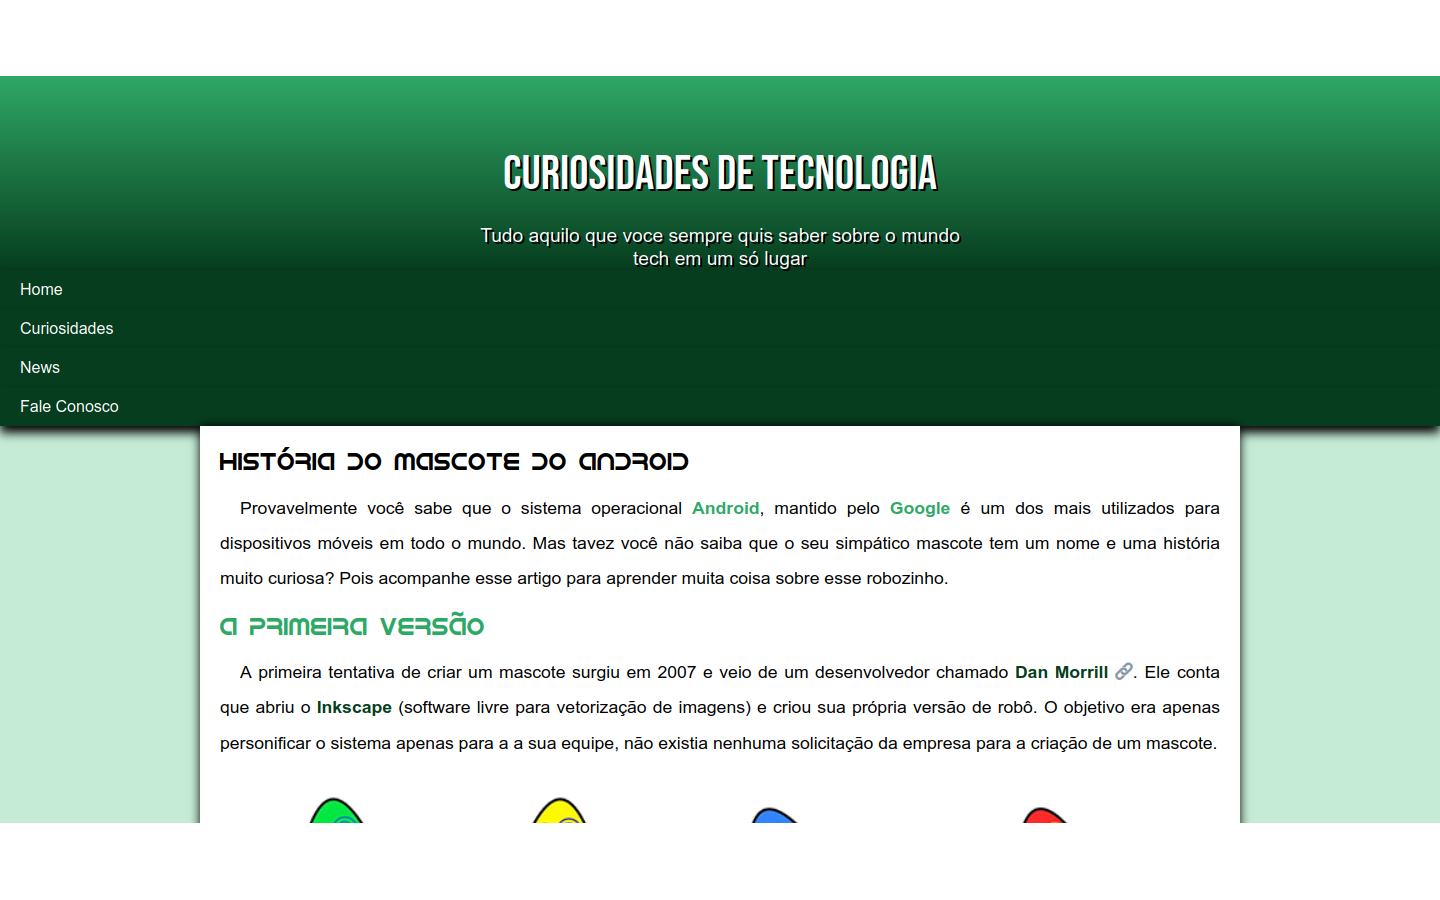 CURIOSIDADES DE TECNOLOGIA
Tudo aquilo que voce sempre quis saber sobre o mundo
tech em um só lugar
Home
Curiosidades
News
Fale Conosco
História do Mascote do Android
Provavelmente você sabe que o sistema operacional Android, mantido pelo Google é um dos mais utilizados para
dispositivos móveis em todo o mundo. Mas tavez você não saiba que o seu simpático mascote tem um nome e uma história
muito curiosa? Pois acompanhe esse artigo para aprender muita coisa sobre esse robozinho.
A primeira versão
A primeira tentativa de criar um mascote surgiu em 2007 e veio de um desenvolvedor chamado Dan Morrill 🔗. Ele conta
que abriu o Inkscape (software livre para vetorização de imagens) e criou sua própria versão de robô. O objetivo era apenas
personificar o sistema apenas para a a sua equipe, não existia nenhuma solicitação da empresa para a criação de um mascote.